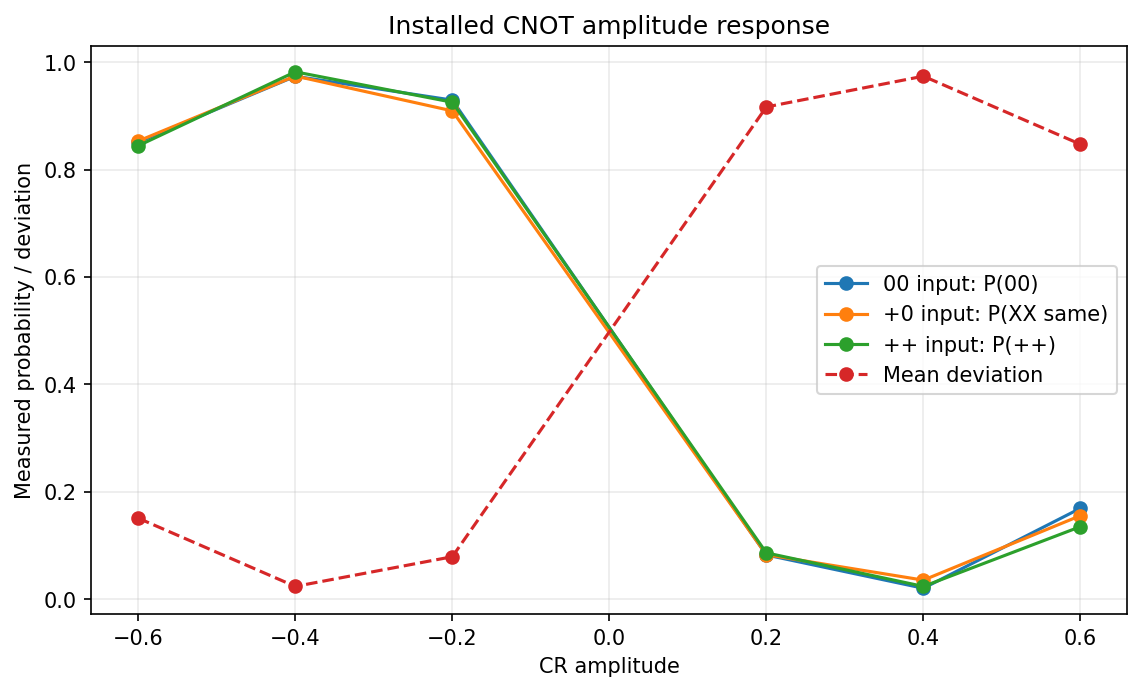 Installed CNOT amplitude response
Measured probability / deviation
1.0
0.8
0.6
0.4
0.2
0.0
00 input: P(00)
+0 input: P(XX same)
++ input: P(++)
Mean deviation
−0.6 −0.4 −0.2 0.0 0.2 0.4 0.6
CR amplitude